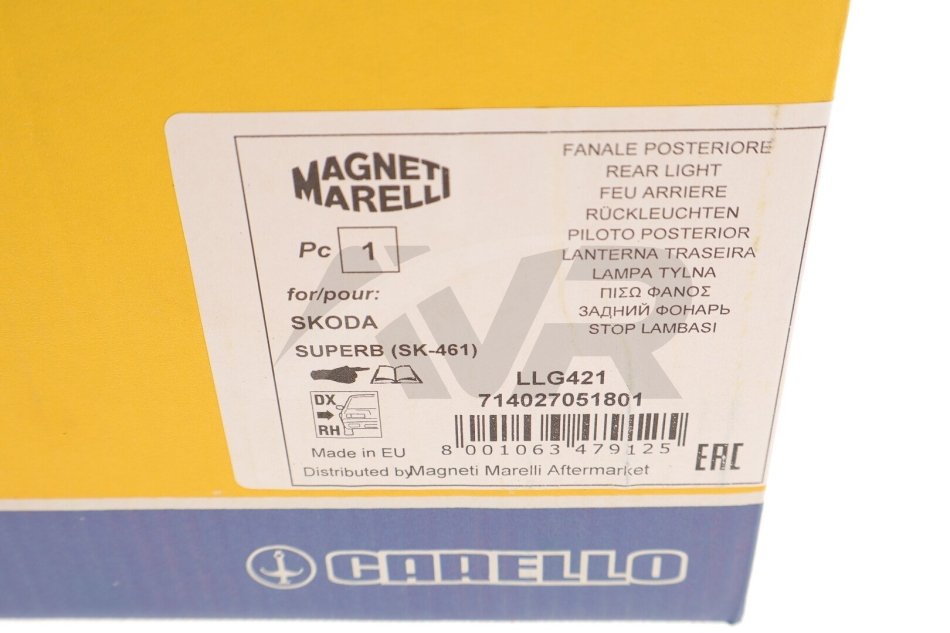 MAGNETI
MARELLI
Pc 1
for/pour:
SKODA
SUPERB (SK-461)
DX
RH
Made in EU
Distributed by Magneti Marelli Aftermarket
FANALE POSTERIORE
REAR LIGHT
FEU ARRIERE
RÜCKLEUCHTEN
PILOTO POSTERIOR
LANTERNA TRASEIRA
LAMPA TYLNA
ΠΙΣΩ ΦΑΝΟΣ
ЗАДНИЙ ФОНАРЬ
STOP LAMBASI
LLG421
714027051801
8 001063 479125
EAC
CARELLO